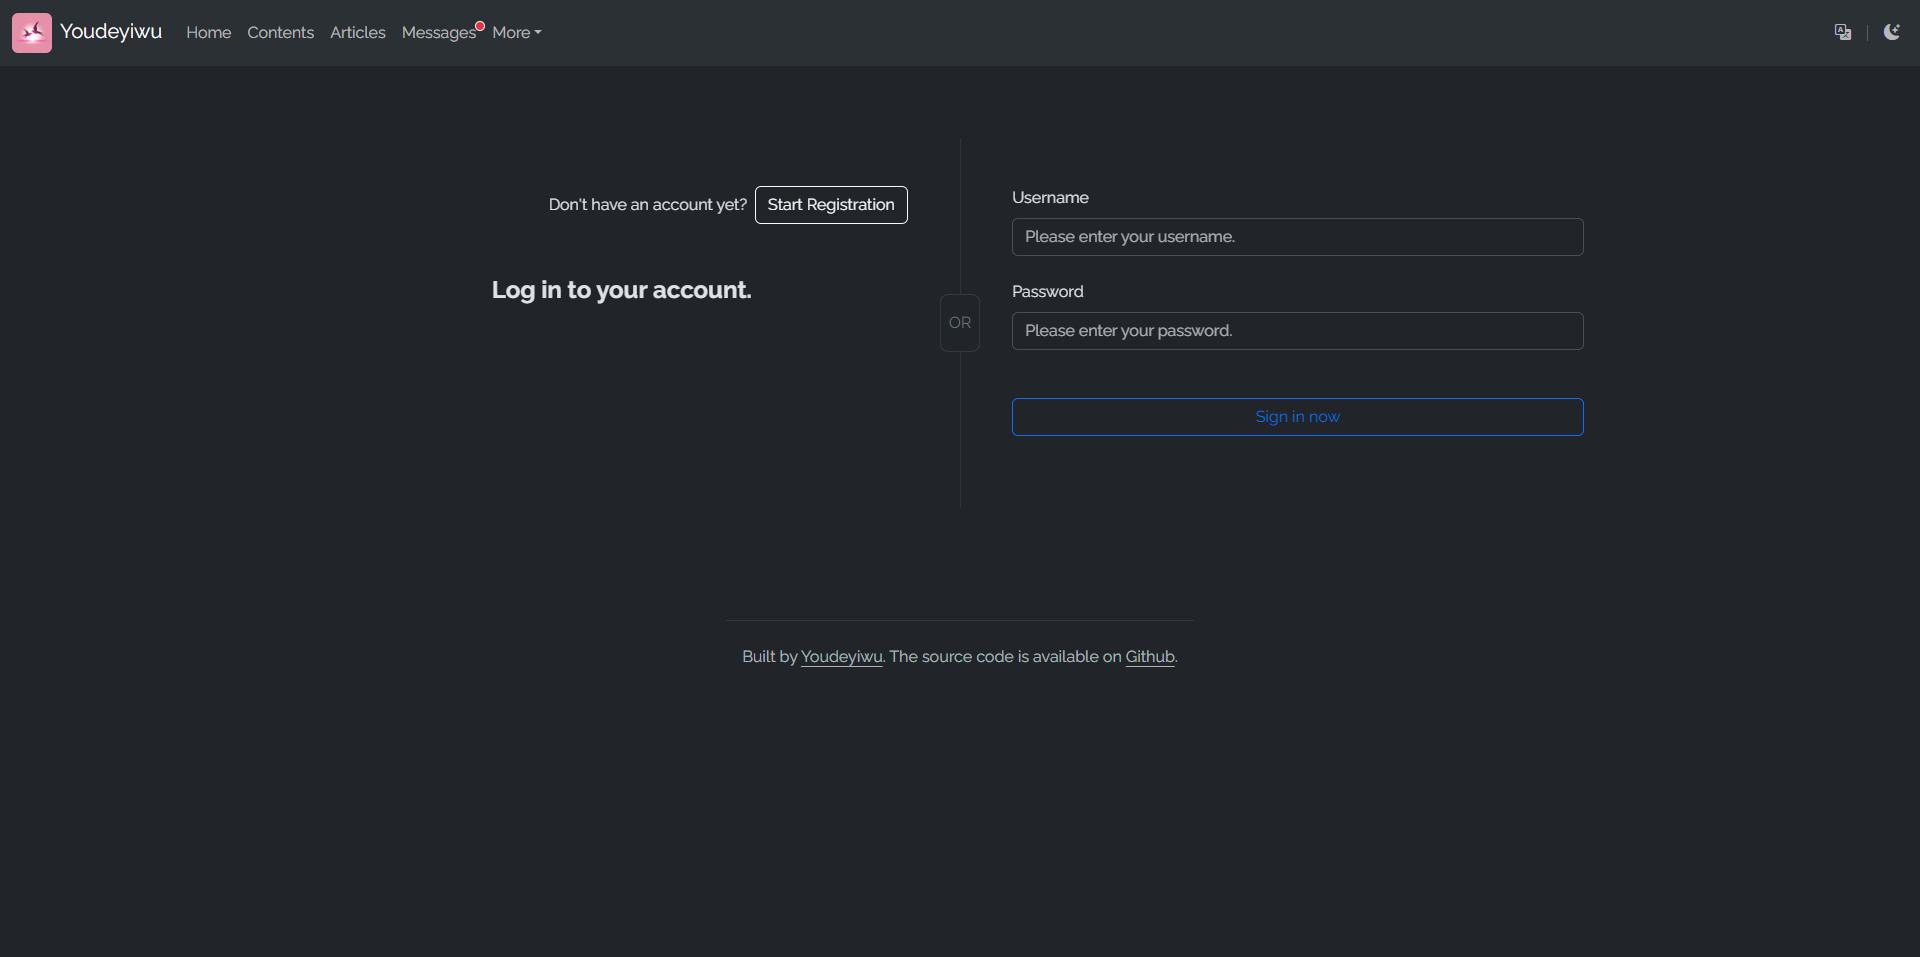 Youdeyiwu Home Contents Articles Messages More
Don't have an account yet? Start Registration
Log in to your account.
OR
Username
Please enter your username.
Password
Please enter your password.
Sign in now
Built by Youdeyiwu. The source code is available on Github.